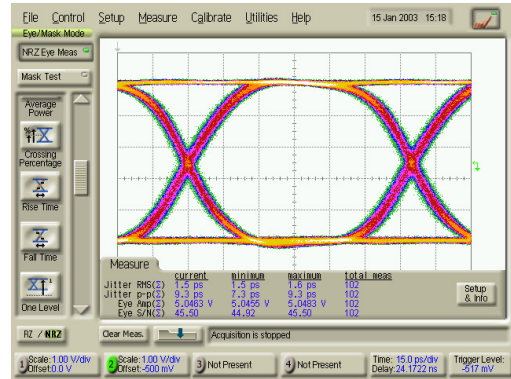 File Control Setup Measure Calibrate Utilities Help 15 Jan 2003 15:18
Eye/Mask Mode
NRZ Eye Meas
Mask Test
Average
Power
Crossing
Percentage
Rise Time
Fall Time
One Level
RZ / NRZ
Measure
current minimum maximum total meas
Jitter RMS(Σ) 1.5 ps 1.5 ps 1.6 ps 102
Jitter p-p(Σ) 9.3 ps 7.3 ps 9.3 ps 102
Eye Amp(Σ) 5.0463 V 5.0455 V 5.0483 V 102
Eye S/N(Σ) 45.50 44.92 45.50 102
Setup
& Info
Clear Meas. Acquisition is stopped
1 Scale: 1.00 V/div
Offset:0.0 V
2 Scale: 1.00 V/div
Offset:-500 mV
3 Not Present
4 Not Present
Time: 15.0 ps/div
Delay:24.1722 ns
Trigger Level:
-517 mV